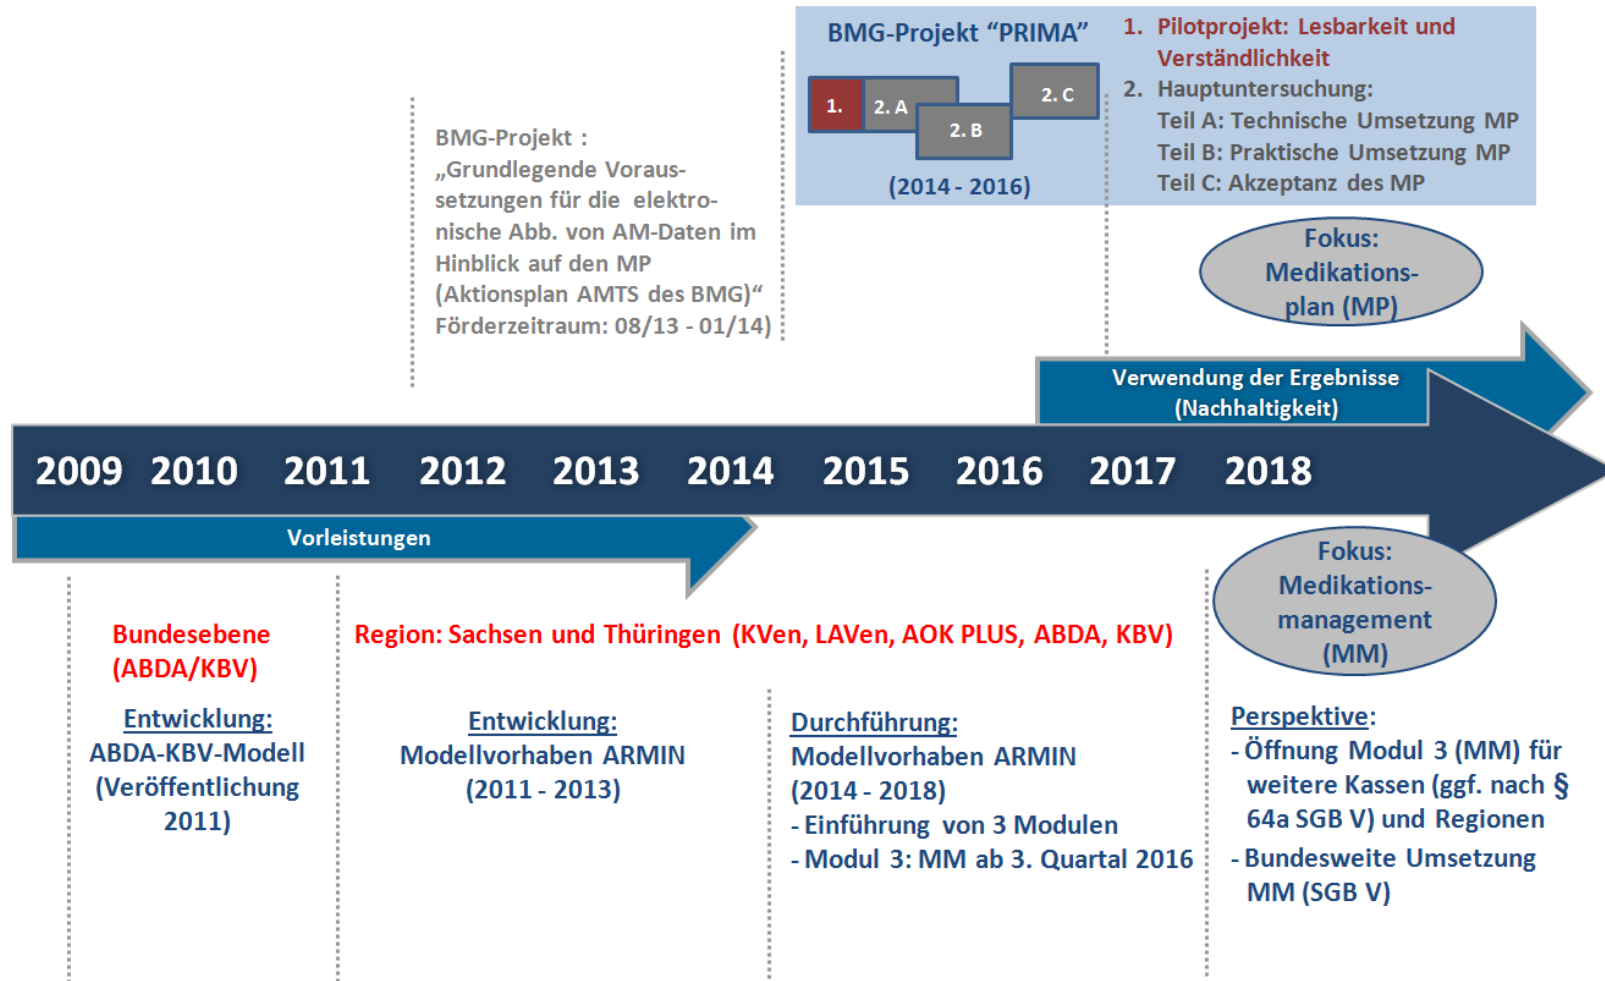 BMG-Projekt “PRIMA”
1.
2. A
2. B
2. C
(2014 - 2016)
1. Pilotprojekt: Lesbarkeit und
Verständlichkeit
2. Hauptuntersuchung:
Teil A: Technische Umsetzung MP
Teil B: Praktische Umsetzung MP
Teil C: Akzeptanz des MP
BMG-Projekt :
„Grundlegende Voraus-
setzungen für die elektro-
nische Abb. von AM-Daten im
Hinblick auf den MP
(Aktionsplan AMTS des BMG)“
Förderzeitraum: 08/13 - 01/14)
Fokus:
Medikations-
plan (MP)
Verwendung der Ergebnisse
(Nachhaltigkeit)
2009 2010 2011 2012 2013 2014 2015 2016 2017 2018
Vorleistungen
Fokus:
Medikations-
management
(MM)
Bundesebene
(ABDA/KBV)
Region: Sachsen und Thüringen (KVen, LAVen, AOK PLUS, ABDA, KBV)
Entwicklung:
ABDA-KBV-Modell
(Veröffentlichung
2011)
Entwicklung:
Modellvorhaben ARMIN
(2011 - 2013)
Durchführung:
Modellvorhaben ARMIN
(2014 - 2018)
- Einführung von 3 Modulen
- Modul 3: MM ab 3. Quartal 2016
Perspektive:
- Öffnung Modul 3 (MM) für
weitere Kassen (ggf. nach §
64a SGB V) und Regionen
- Bundesweite Umsetzung
MM (SGB V)